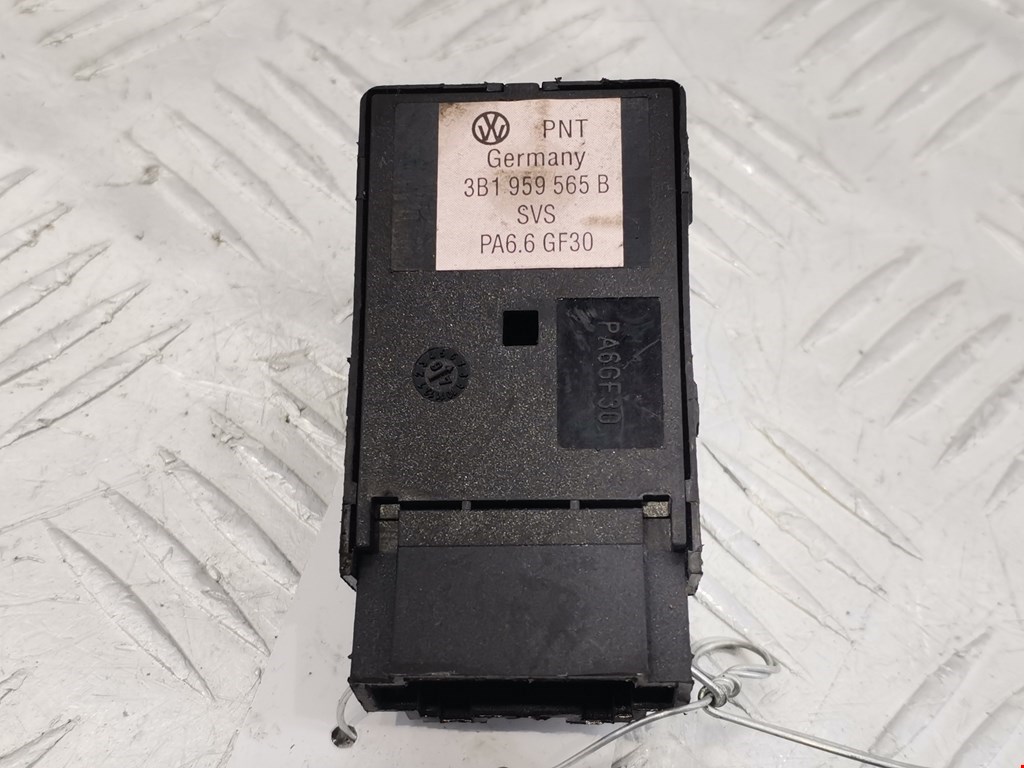 PNT
Germany
3B1 959 565 B
SVS
PA6.6 GF30
PA6GF30